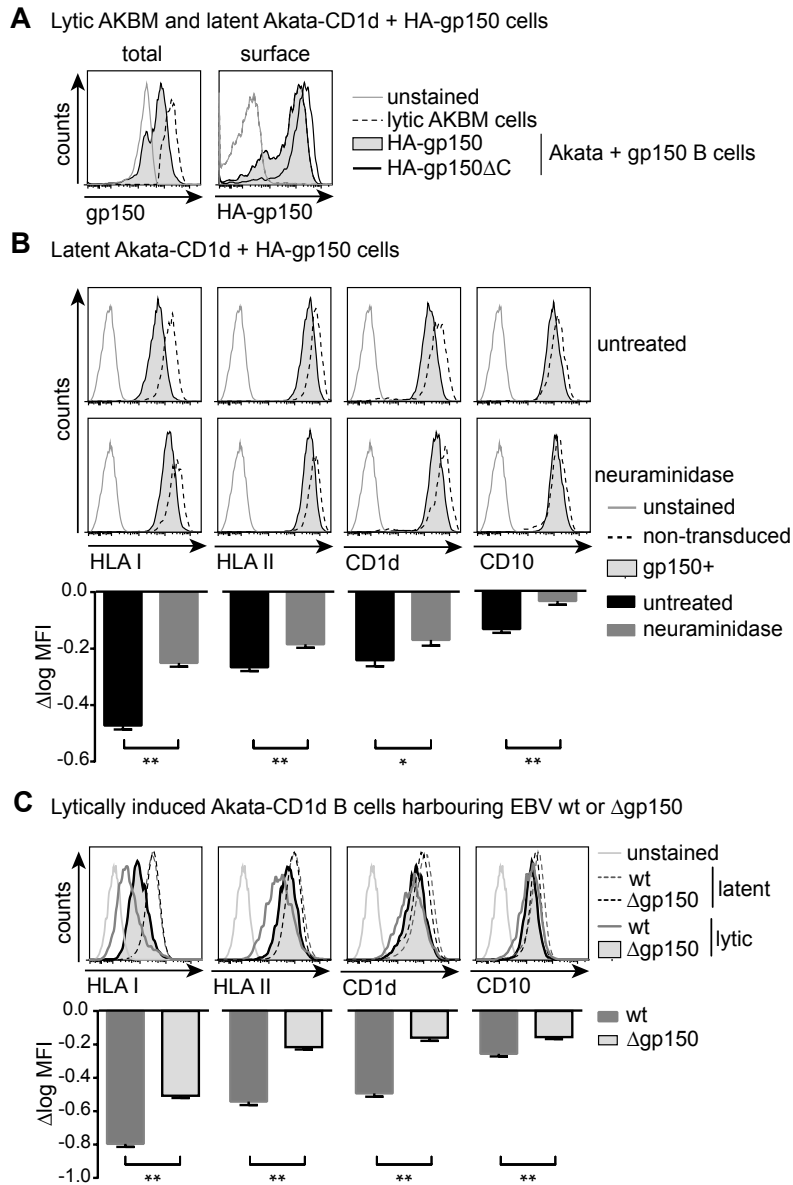 A Lytic AKBM and latent Akata-CD1d + HA-gp150 cells
total
surface
counts
gp150
HA-gp150
unstained
lytic AKBM cells
HA-gp150
HA-gp150ΔC
Akata + gp150 B cells
B Latent Akata-CD1d + HA-gp150 cells
counts
untreated
neuraminidase
unstained
non-transduced
gp150+
untreated
neuraminidase
HLA I
HLA II
CD1d
CD10
ΔlogMFI
0.0
-0.2
-0.4
-0.6
**
**
*
**
C Lytically induced Akata-CD1d B cells harbouring EBV wt or Δgp150
counts
unstained
wt
Δgp150
latent
wt
Δgp150
lytic
HLA I
HLA II
CD1d
CD10
Δlog MFI
0.0
-0.2
-0.4
-0.6
-0.8
-1.0
wt
Δgp150
**
**
**
**